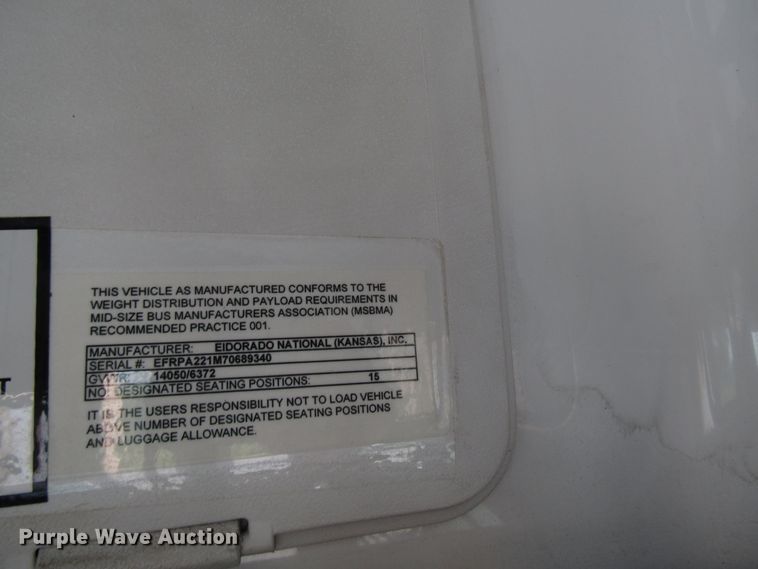 THIS VEHICLE AS MANUFACTURED CONFORMS TO THE
WEIGHT DISTRIBUTION AND PAYLOAD REQUIREMENTS IN
MID-SIZE BUS MANUFACTURERS ASSOCIATION (MSBMA)
RECOMMENDED PRACTICE 001.
MANUFACTURER: ElDORADO NATIONAL (KANSAS), INC.
SERIAL #: EFRPA221M70689340
GVWR: 14050/6372
NO. DESIGNATED SEATING POSITIONS: 15
IT IS THE USERS RESPONSIBILITY NOT TO LOAD VEHICLE
ABOVE NUMBER OF DESIGNATED SEATING POSITIONS
AND LUGGAGE ALLOWANCE.
T
Purple Wave Auction